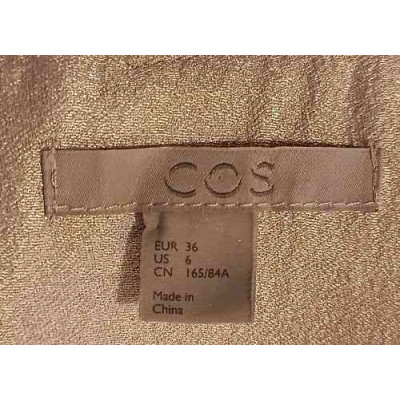 COS
EUR 36
US 6
CN 165/84A
Made in
China